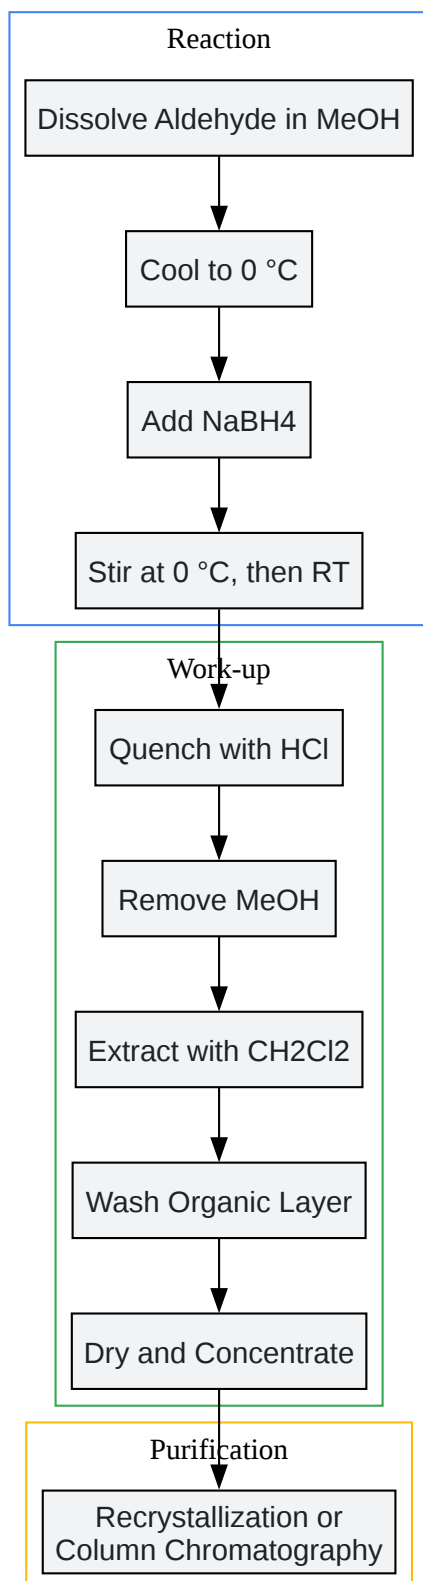 Reaction
Dissolve Aldehyde in MeOH
Cool to 0 °C
Add NaBH4
Stir at 0 °C, then RT
Work-up
Quench with HCl
Remove MeOH
Extract with CH2Cl2
Wash Organic Layer
Dry and Concentrate
Purification
Recrystallization or
Column Chromatography